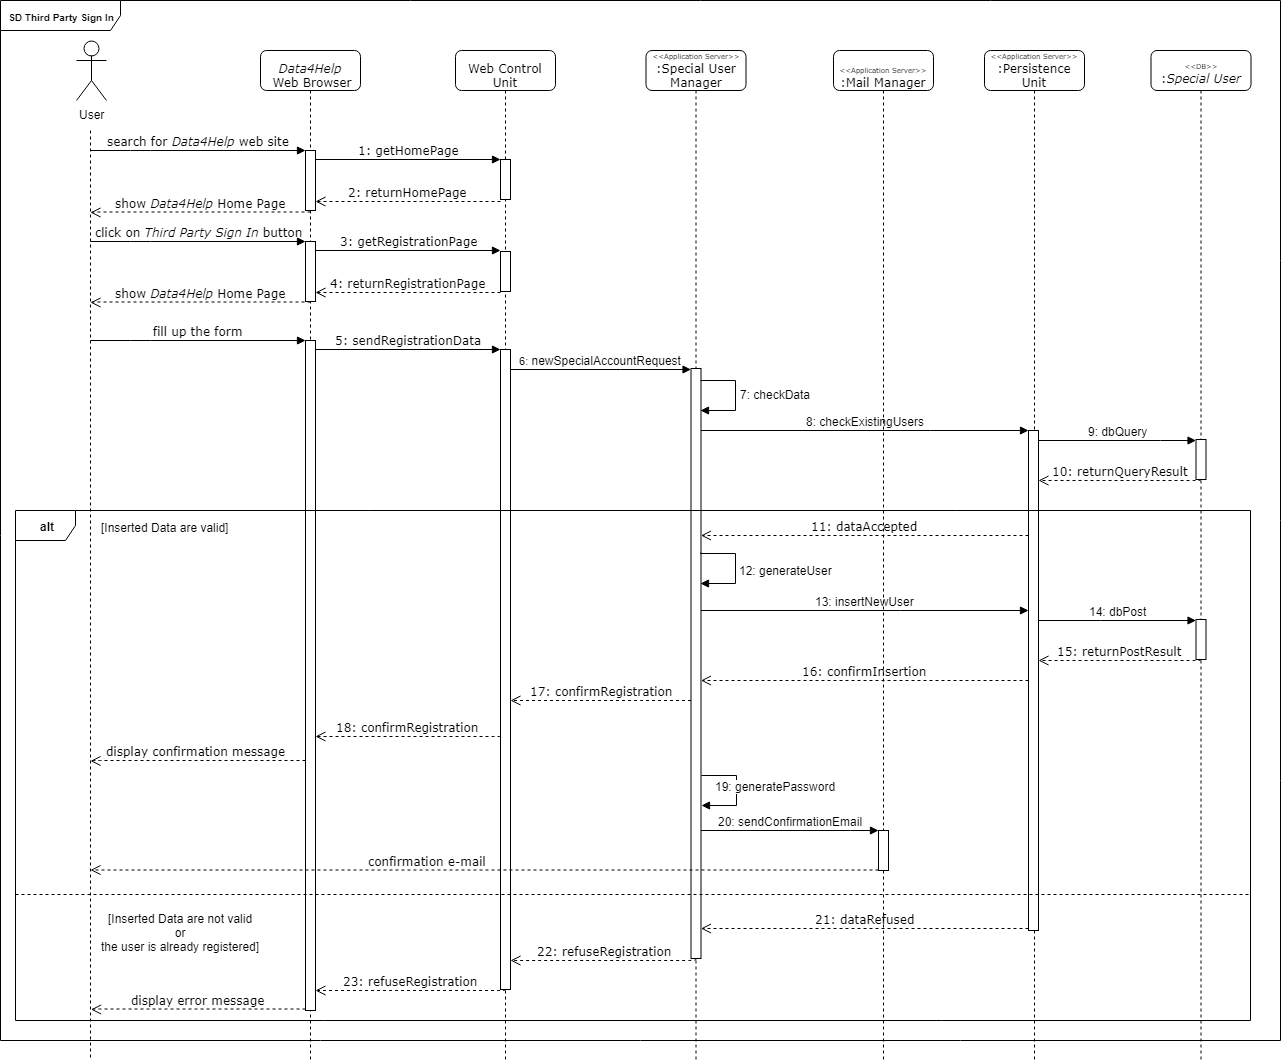 SD Third Party Sign In
User
Data4Help
Web Browser
Web Control
Unit
<<Application Server>>
:Special User
Manager
<<Application Server>>
:Mail Manager
<<Application Server>>
:Persistence
Unit
<<DB>>
:Special User
search for Data4Help web site
1: getHomePage
2: returnHomePage
show Data4Help Home Page
click on Third Party Sign In button
3: getRegistrationPage
4: returnRegistrationPage
show Data4Help Home Page
fill up the form
5: sendRegistrationData
6: newSpecialAccountRequest
7: checkData
8: checkExistingUsers
9: dbQuery
10: returnQueryResult
alt
[Inserted Data are valid]
11: dataAccepted
12: generateUser
13: insertNewUser
14: dbPost
15: returnPostResult
16: confirmInsertion
17: confirmRegistration
18: confirmRegistration
display confirmation message
19: generatePassword
20: sendConfirmationEmail
confirmation e-mail
[Inserted Data are not valid
or
the user is already registered]
21: dataRefused
22: refuseRegistration
23: refuseRegistration
display error message